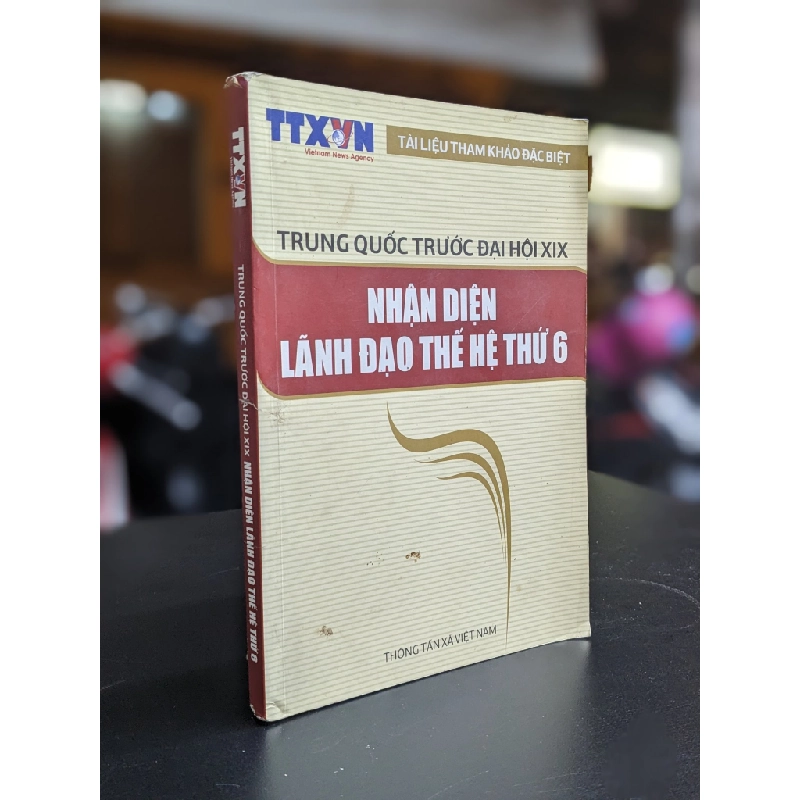 TTXVN
Vietnam News Agency
TÀI LIỆU THAM KHẢO ĐẶC BIỆT
TRUNG QUỐC TRƯỚC ĐẠI HỘI XIX
NHẬN DIỆN
LÃNH ĐẠO THẾ HỆ THỨ 6
THÔNG TẤN XÃ VIỆT NAM
TTXVN
TRUNG QUỐC TRƯỚC ĐẠI HỘI XIX NHẬN DIỆN LÃNH ĐẠO THẾ HỆ THỨ 6